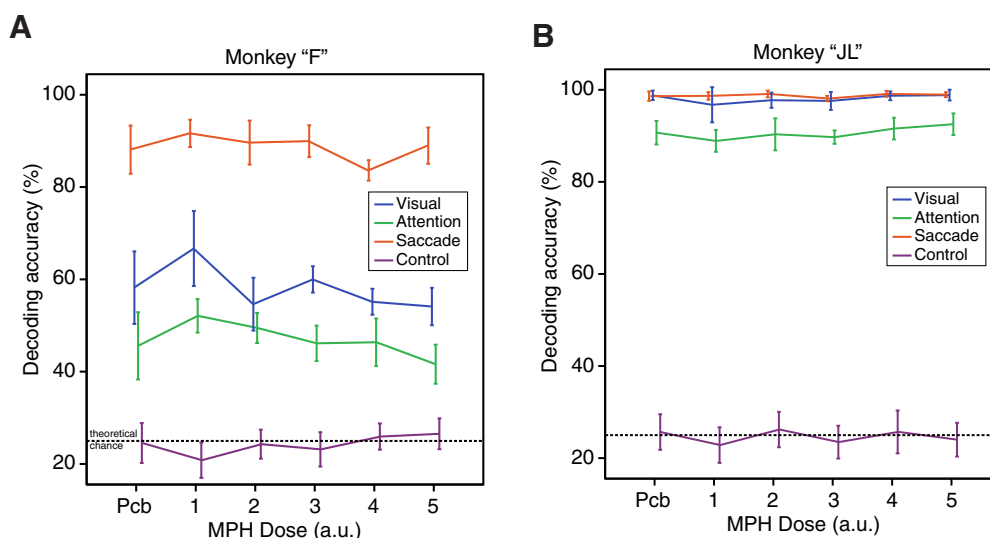 A
Monkey “F”
Decoding accuracy (%)
100
80
60
40
20
Visual
Attention
Saccade
Control
theoretical
chance
Pcb 1 2 3 4 5
MPH Dose (a.u.)
B
Monkey “JL”
Decoding accuracy (%)
100
80
60
40
20
Visual
Attention
Saccade
Control
Pcb 1 2 3 4 5
MPH Dose (a.u.)